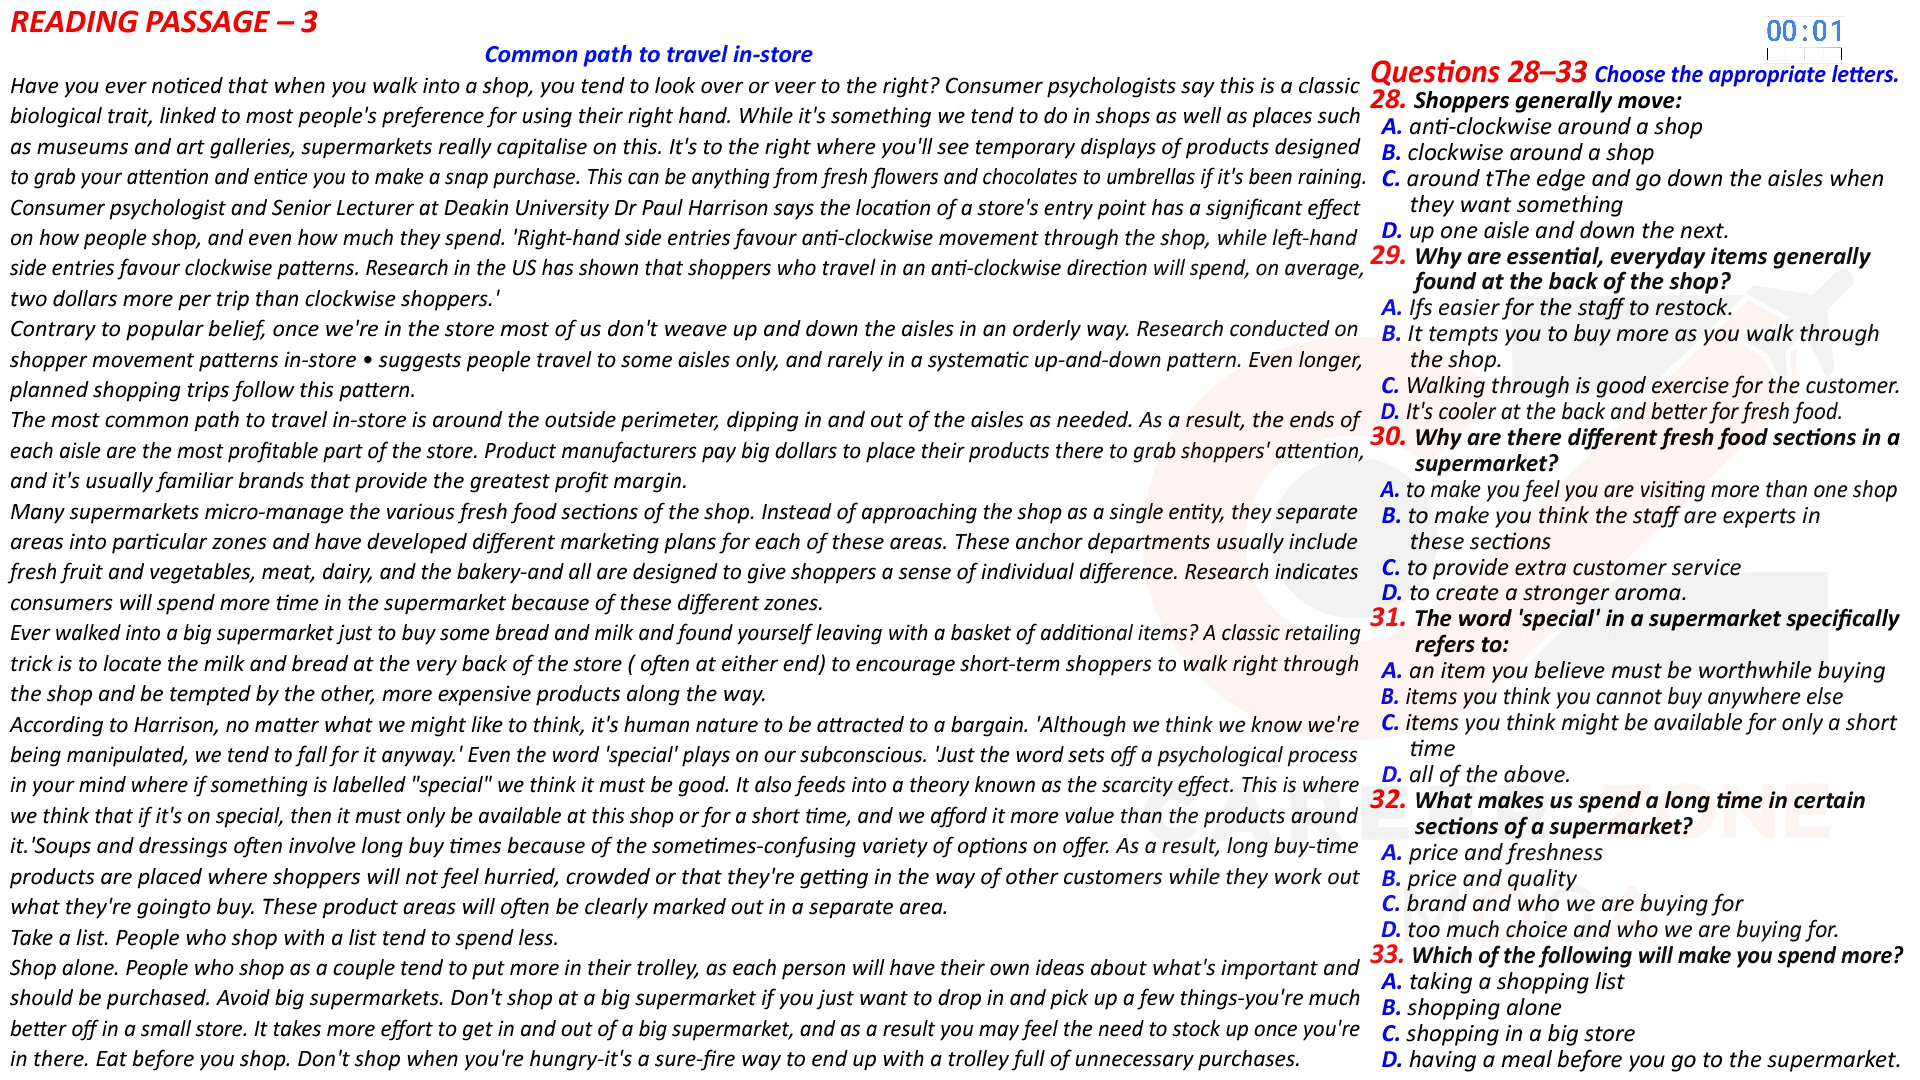 READING PASSAGE – 3
Common path to travel in-store
Have you ever noticed that when you walk into a shop, you tend to look over or veer to the right? Consumer psychologists say this is a classic
biological trait, linked to most people's preference for using their right hand. While it's something we tend to do in shops as well as places such
as museums and art galleries, supermarkets really capitalise on this. It's to the right where you'll see temporary displays of products designed
to grab your attention and entice you to make a snap purchase. This can be anything from fresh flowers and chocolates to umbrellas if it's been raining.
Consumer psychologist and Senior Lecturer at Deakin University Dr Paul Harrison says the location of a store's entry point has a significant effect
on how people shop, and even how much they spend. 'Right-hand side entries favour anti-clockwise movement through the shop, while left-hand
side entries favour clockwise patterns. Research in the US has shown that shoppers who travel in an anti-clockwise direction will spend, on average,
two dollars more per trip than clockwise shoppers.'
Contrary to popular belief, once we're in the store most of us don't weave up and down the aisles in an orderly way. Research conducted on
shopper movement patterns in-store • suggests people travel to some aisles only, and rarely in a systematic up-and-down pattern. Even longer,
planned shopping trips follow this pattern.
The most common path to travel in-store is around the outside perimeter, dipping in and out of the aisles as needed. As a result, the ends of
each aisle are the most profitable part of the store. Product manufacturers pay big dollars to place their products there to grab shoppers' attention,
and it's usually familiar brands that provide the greatest profit margin.
Many supermarkets micro-manage the various fresh food sections of the shop. Instead of approaching the shop as a single entity, they separate
areas into particular zones and have developed different marketing plans for each of these areas. These anchor departments usually include
fresh fruit and vegetables, meat, dairy, and the bakery-and all are designed to give shoppers a sense of individual difference. Research indicates
consumers will spend more time in the supermarket because of these different zones.
Ever walked into a big supermarket just to buy some bread and milk and found yourself leaving with a basket of additional items? A classic retailing
trick is to locate the milk and bread at the very back of the store ( often at either end) to encourage short-term shoppers to walk right through
the shop and be tempted by the other, more expensive products along the way.
According to Harrison, no matter what we might like to think, it's human nature to be attracted to a bargain. 'Although we think we know we're
being manipulated, we tend to fall for it anyway.' Even the word 'special' plays on our subconscious. 'Just the word sets off a psychological process
in your mind where if something is labelled "special" we think it must be good. It also feeds into a theory known as the scarcity effect. This is where
we think that if it's on special, then it must only be available at this shop or for a short time, and we afford it more value than the products around
it.'Soups and dressings often involve long buy times because of the sometimes-confusing variety of options on offer. As a result, long buy-time
products are placed where shoppers will not feel hurried, crowded or that they're getting in the way of other customers while they work out
what they're goingto buy. These product areas will often be clearly marked out in a separate area.
Take a list. People who shop with a list tend to spend less.
Shop alone. People who shop as a couple tend to put more in their trolley, as each person will have their own ideas about what's important and
should be purchased. Avoid big supermarkets. Don't shop at a big supermarket if you just want to drop in and pick up a few things-you're much
better off in a small store. It takes more effort to get in and out of a big supermarket, and as a result you may feel the need to stock up once you're
in there. Eat before you shop. Don't shop when you're hungry-it's a sure-fire way to end up with a trolley full of unnecessary purchases.
00:01
Questions 28–33 Choose the appropriate letters.
28. Shoppers generally move:
A. anti-clockwise around a shop
B. clockwise around a shop
C. around tThe edge and go down the aisles when
they want something
D. up one aisle and down the next.
29. Why are essential, everyday items generally
found at the back of the shop?
A. Ifs easier for the staff to restock.
B. It tempts you to buy more as you walk through
the shop.
C. Walking through is good exercise for the customer.
D. It's cooler at the back and better for fresh food.
30. Why are there different fresh food sections in a
supermarket?
A. to make you feel you are visiting more than one shop
B. to make you think the staff are experts in
these sections
C. to provide extra customer service
D. to create a stronger aroma.
31. The word 'special' in a supermarket specifically
refers to:
A. an item you believe must be worthwhile buying
B. items you think you cannot buy anywhere else
C. items you think might be available for only a short
time
D. all of the above.
32. What makes us spend a long time in certain
sections of a supermarket?
A. price and freshness
B. price and quality
C. brand and who we are buying for
D. too much choice and who we are buying for.
33. Which of the following will make you spend more?
A. taking a shopping list
B. shopping alone
C. shopping in a big store
D. having a meal before you go to the supermarket.
CAREER ZONE
MOGA